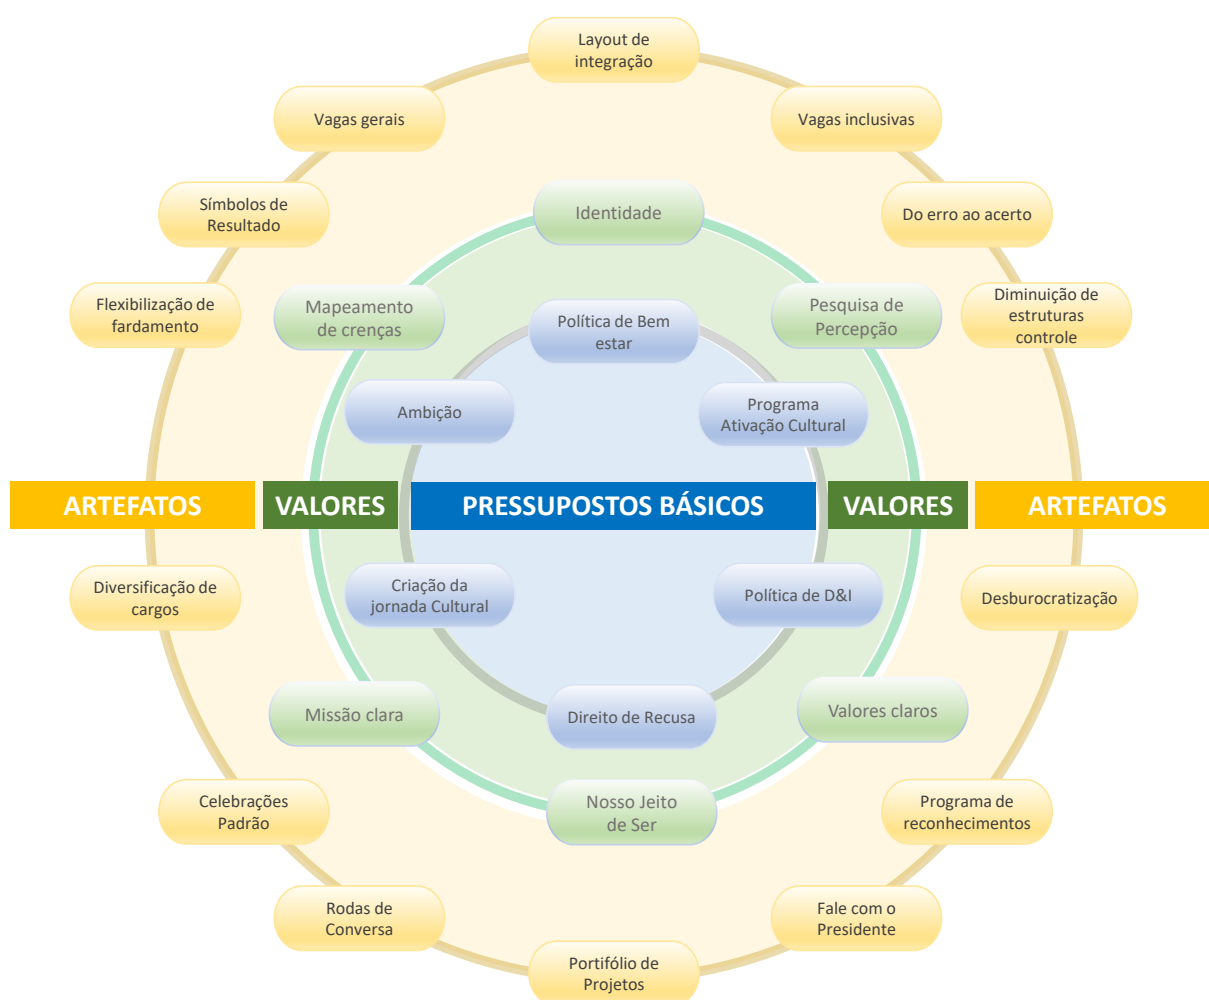 Layout de
integração
Vagas gerais
Vagas inclusivas
Símbolos de
Resultado
Identidade
Do erro ao acerto
Flexibilização de
fardamento
Mapeamento
de crenças
Política de Bem
estar
Pesquisa de
Percepção
Diminuição de
estruturas
controle
Ambição
Programa
Ativação Cultural
ARTEFATOS
VALORES
PRESSUPOSTOS BÁSICOS
VALORES
ARTEFATOS
Diversificação de
cargos
Criação da
jornada Cultural
Política de D&I
Desburocratização
Missão clara
Direito de Recusa
Valores claros
Celebrações
Padrão
Nosso Jeito
de Ser
Programa de
reconhecimentos
Rodas de
Conversa
Fale com o
Presidente
Portifólio de
Projetos